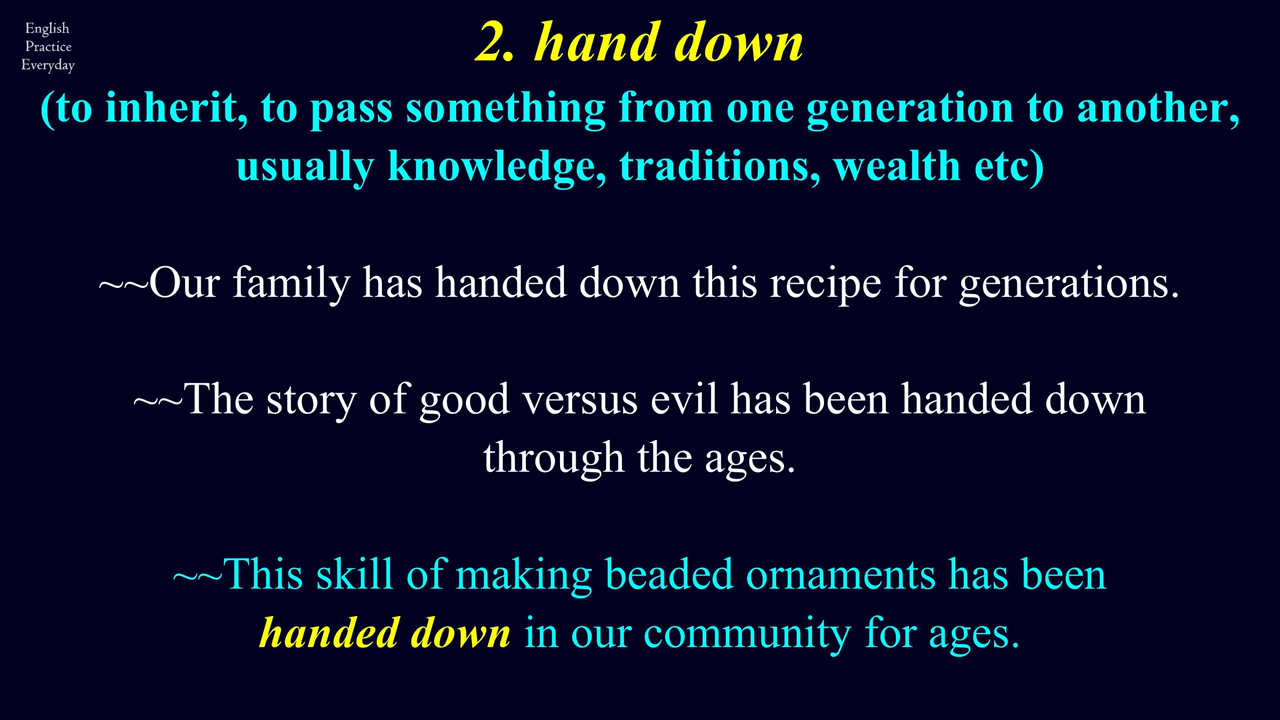 English
Practice
Everyday
2. hand down
(to inherit, to pass something from one generation to another,
usually knowledge, traditions, wealth etc)
~~Our family has handed down this recipe for generations.
~~The story of good versus evil has been handed down
through the ages.
~~This skill of making beaded ornaments has been
handed down in our community for ages.